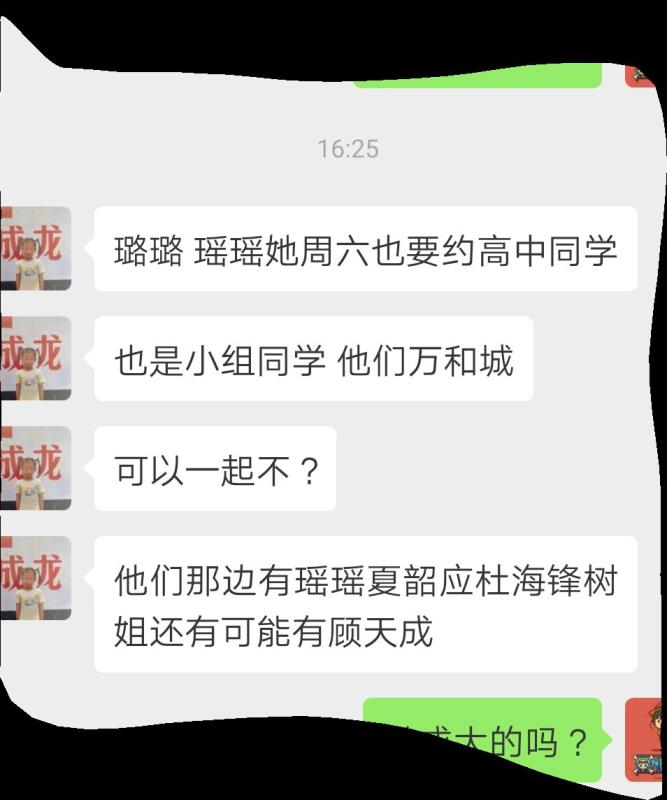 16:25
璐璐 瑶瑶她周六也要约高中同学
也是小组同学 他们万和城
可以一起不？
他们那边有瑶瑶夏韶应杜海锋树
姐还有可能有顾天成
大的吗？